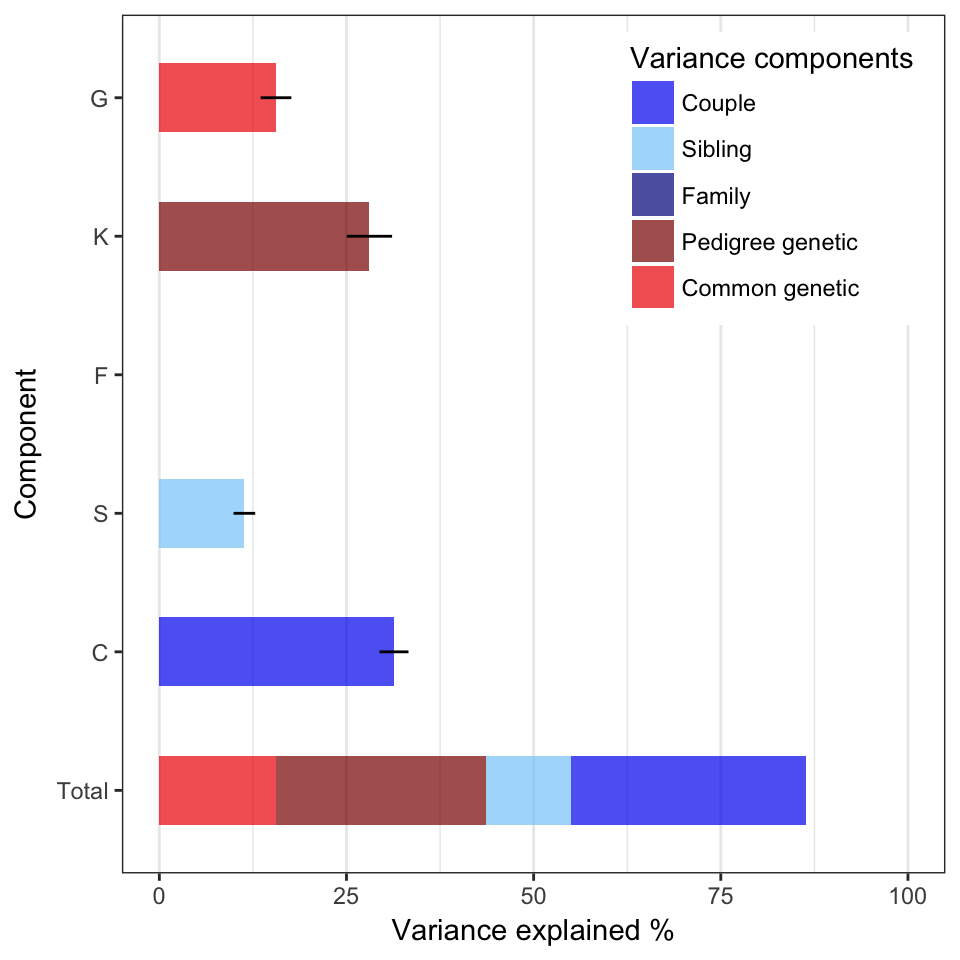 Variance components
Couple
Sibling
Family
Pedigree genetic
Common genetic
G
K
F
S
C
Total
Component
0 25 50 75 100
Variance explained %